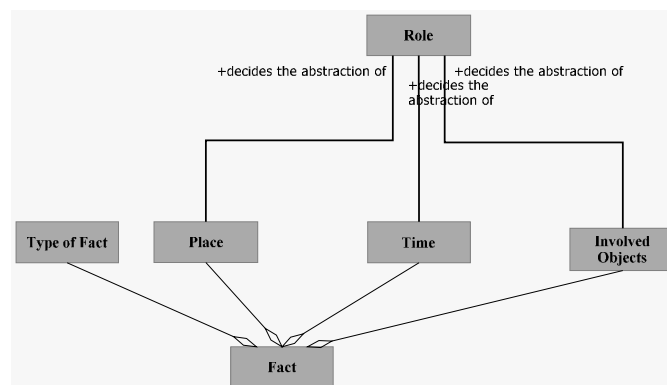 Role
+decides the abstraction of
+decides the abstraction of
+decides the
abstraction of
Type of Fact
Place
Time
Involved
Objects
Fact